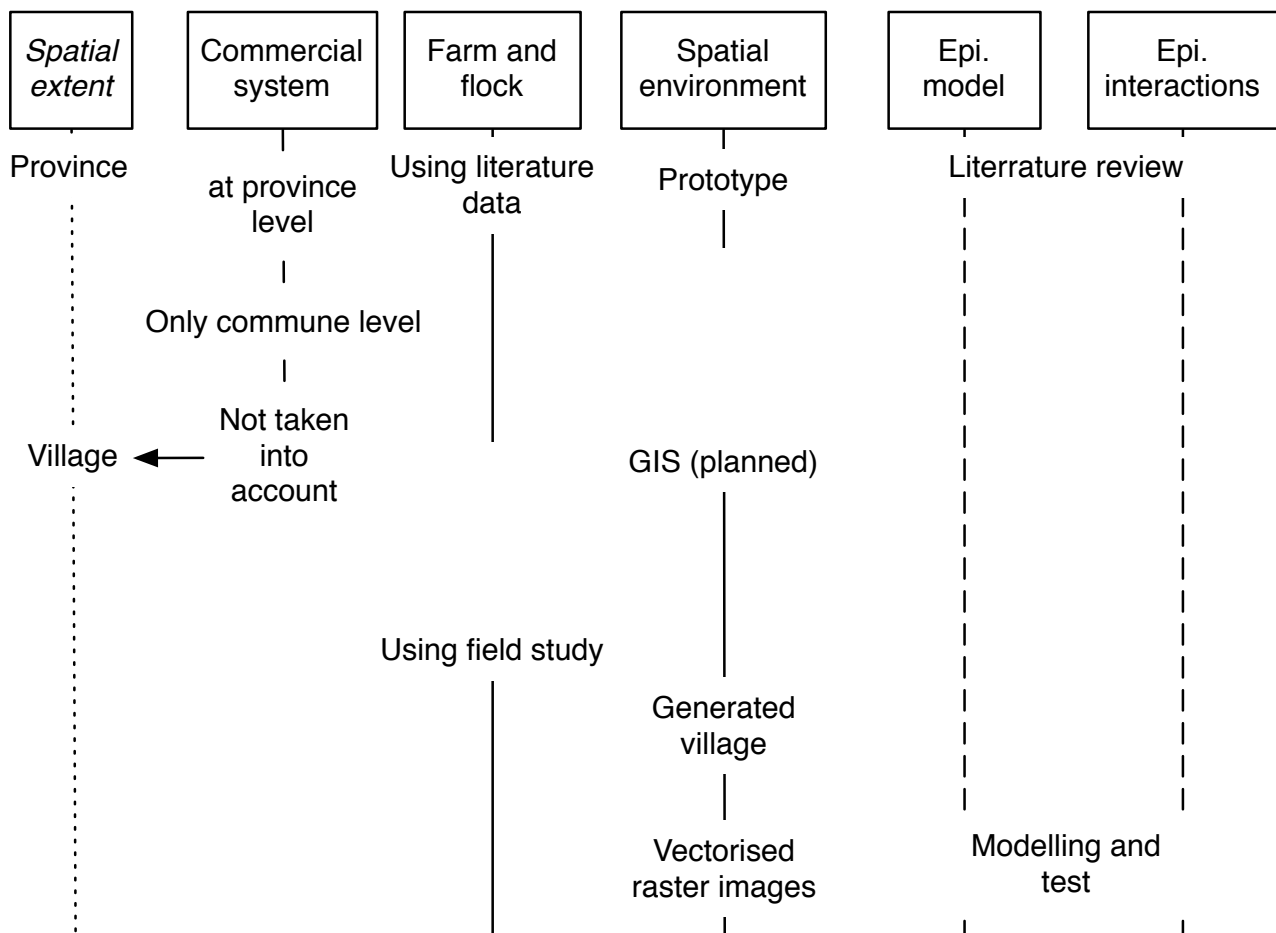 Spatial
extent
Commercial
system
Farm and
flock
Spatial
environment
Epi.
model
Epi.
interactions
Province
at province
level
Using literature
data
Prototype
Literrature review
Only commune level
Village
Not taken
into
account
GIS (planned)
Using field study
Generated
village
Vectorised
raster images
Modelling and
test